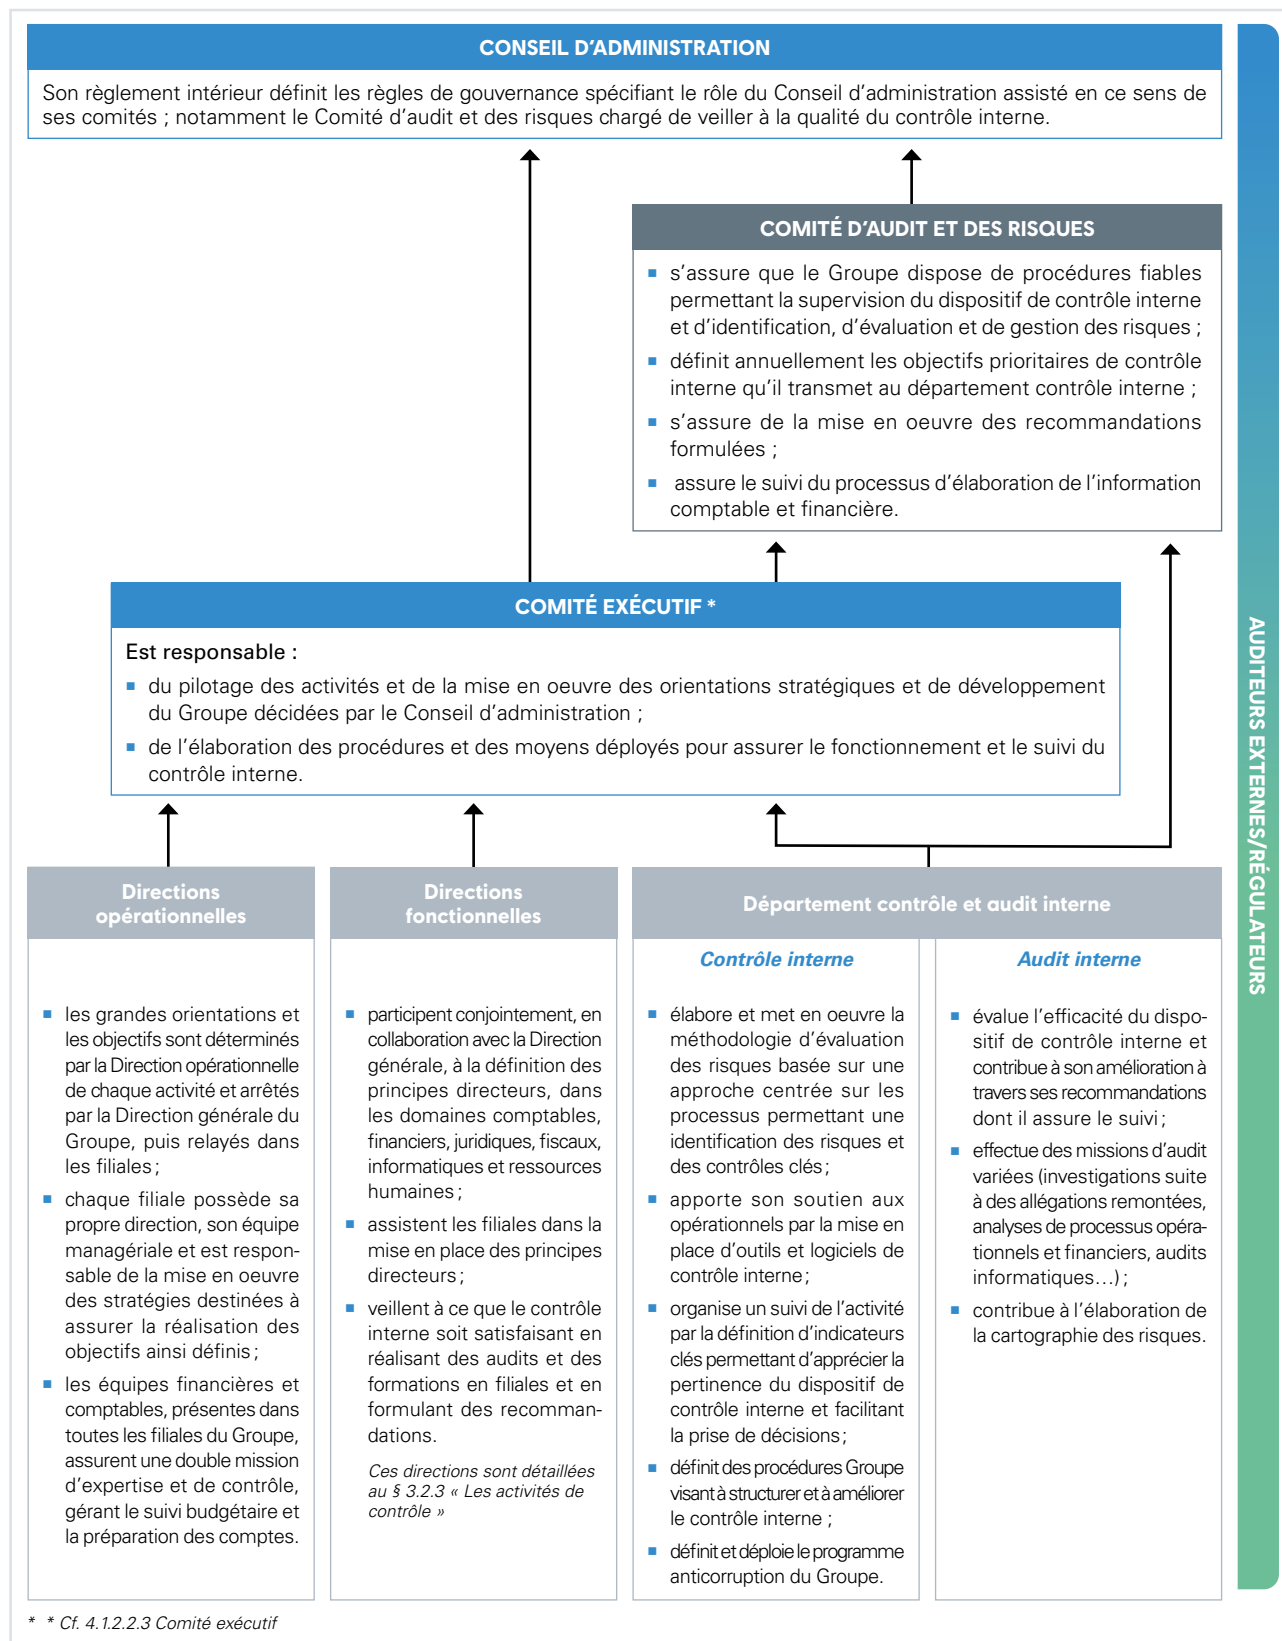 CONSEIL D’ADMINISTRATION
Son règlement intérieur définit les règles de gouvernance spécifiant le rôle du Conseil d’administration assisté en ce sens de
ses comités ; notamment le Comité d’audit et des risques chargé de veiller à la qualité du contrôle interne.
COMITÉ D’AUDIT ET DES RISQUES
■ s’assure que le Groupe dispose de procédures fiables
permettant la supervision du dispositif de contrôle interne
et d’identification, d’évaluation et de gestion des risques ;
■ définit annuellement les objectifs prioritaires de contrôle
interne qu’il transmet au département contrôle interne ;
■ s’assure de la mise en oeuvre des recommandations
formulées ;
■ assure le suivi du processus d’élaboration de l’information
comptable et financière.
COMITÉ EXÉCUTIF *
Est responsable :
■ du pilotage des activités et de la mise en oeuvre des orientations stratégiques et de développement
du Groupe décidées par le Conseil d’administration ;
■ de l’élaboration des procédures et des moyens déployés pour assurer le fonctionnement et le suivi du
contrôle interne.
Directions
opérationnelles
■ les grandes orientations et
les objectifs sont déterminés
par la Direction opérationnelle
de chaque activité et arrêtés
par la Direction générale du
Groupe, puis relayés dans
les filiales ;
■ chaque filiale possède sa
propre direction, son équipe
managériale et est respon-
sable de la mise en oeuvre
des stratégies destinées à
assurer la réalisation des
objectifs ainsi définis ;
■ les équipes financières et
comptables, présentes dans
toutes les filiales du Groupe,
assurent une double mission
d’expertise et de contrôle,
gérant le suivi budgétaire et
la préparation des comptes.
Directions
fonctionnelles
■ participent conjointement, en
collaboration avec la Direction
générale, à la définition des
principes directeurs, dans
les domaines comptables,
financiers, juridiques, fiscaux,
informatiques et ressources
humaines ;
■ assistent les filiales dans la
mise en place des principes
directeurs ;
■ veillent à ce que le contrôle
interne soit satisfaisant en
réalisant des audits et des
formations en filiales et en
formulant des recomman-
dations.
Ces directions sont détaillées
au § 3.2.3 « Les activités de
contrôle »
Département contrôle et audit interne
Contrôle interne
■ élabore et met en oeuvre la
méthodologie d’évaluation
des risques basée sur une
approche centrée sur les
processus permettant une
identification des risques et
des contrôles clés ;
■ apporte son soutien aux
opérationnels par la mise en
place d’outils et logiciels de
contrôle interne ;
■ organise un suivi de l’activité
par la définition d’indicateurs
clés permettant d’apprécier la
pertinence du dispositif de
contrôle interne et facilitant
la prise de décisions ;
■ définit des procédures Groupe
visant à structurer et à améliorer
le contrôle interne ;
■ définit et déploie le programme
anticorruption du Groupe.
Audit interne
■ évalue l’efficacité du dispo-
sitif de contrôle interne et
contribue à son amélioration à
travers ses recommandations
dont il assure le suivi ;
■ effectue des missions d’audit
variées (investigations suite
à des allégations remontées,
analyses de processus opéra-
tionnels et financiers, audits
informatiques…) ;
■ contribue à l’élaboration de
la cartographie des risques.
AUDITEURS EXTERNES/RÉGULATEURS
* * Cf. 4.1.2.2.3 Comité exécutif